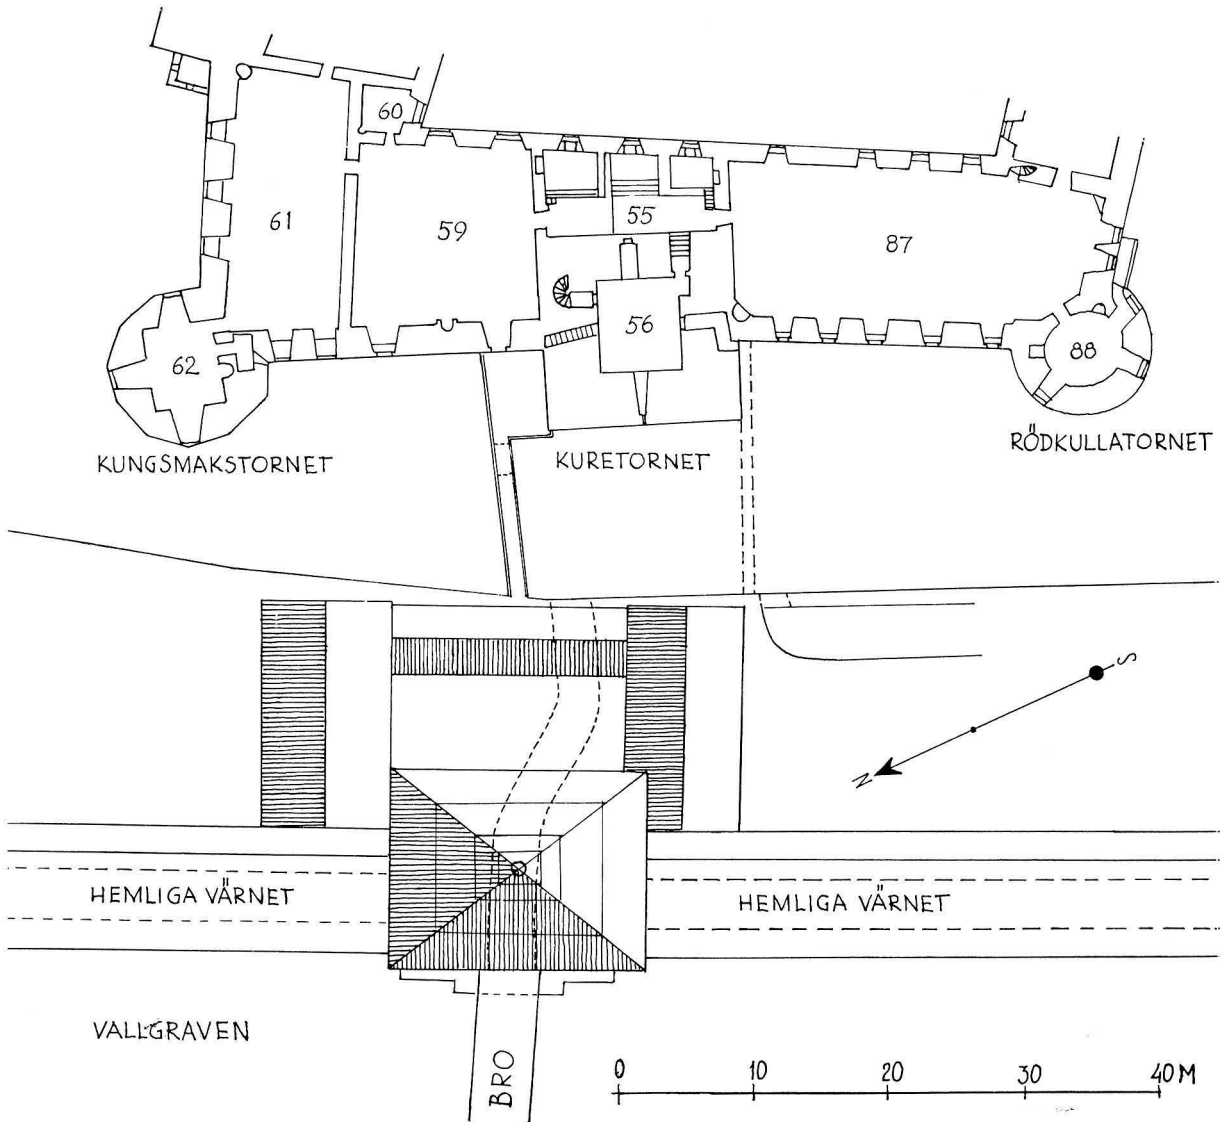 60
61
59
55
87
56
62
88
KUNGSMAKSTORNET
KURETORNET
RÖDKULLATORNET
S
N
HEMLIGA VÄRNET
HEMLIGA VÄRNET
VALLGRAVEN
BRO
0 10 20 30 40 M